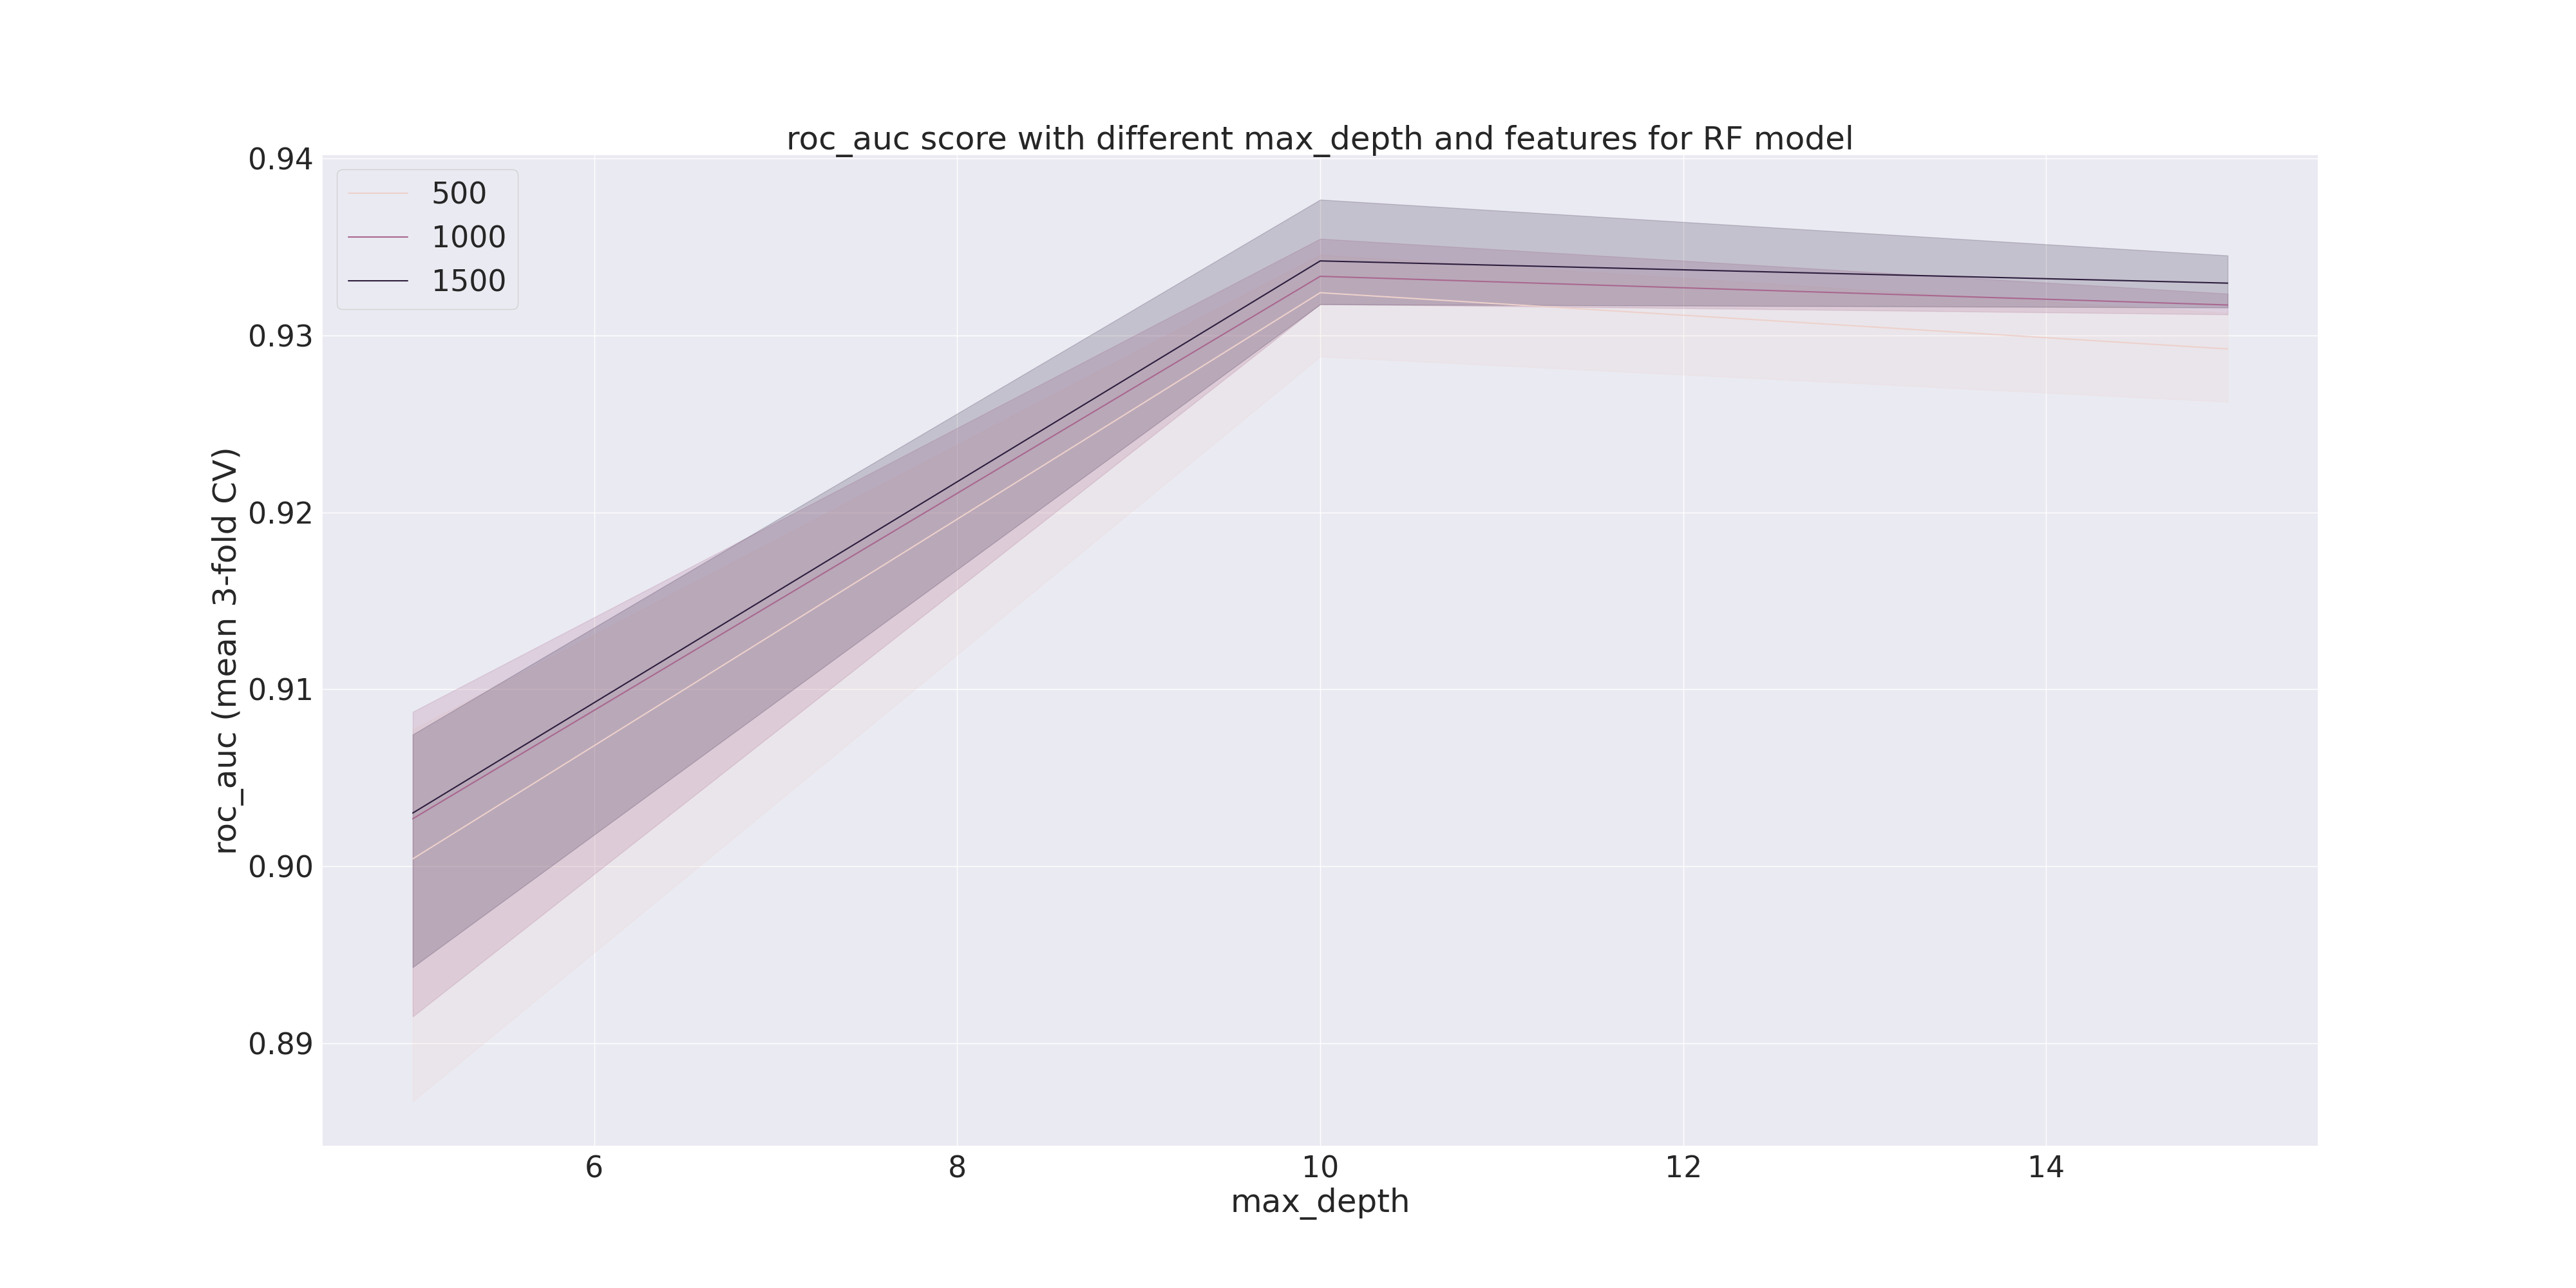 roc_auc score with different max_depth and features for RF model
500
1000
1500
roc_auc (mean 3-fold CV)
0.94
0.93
0.92
0.91
0.90
0.89
6 8 10 12 14
max_depth